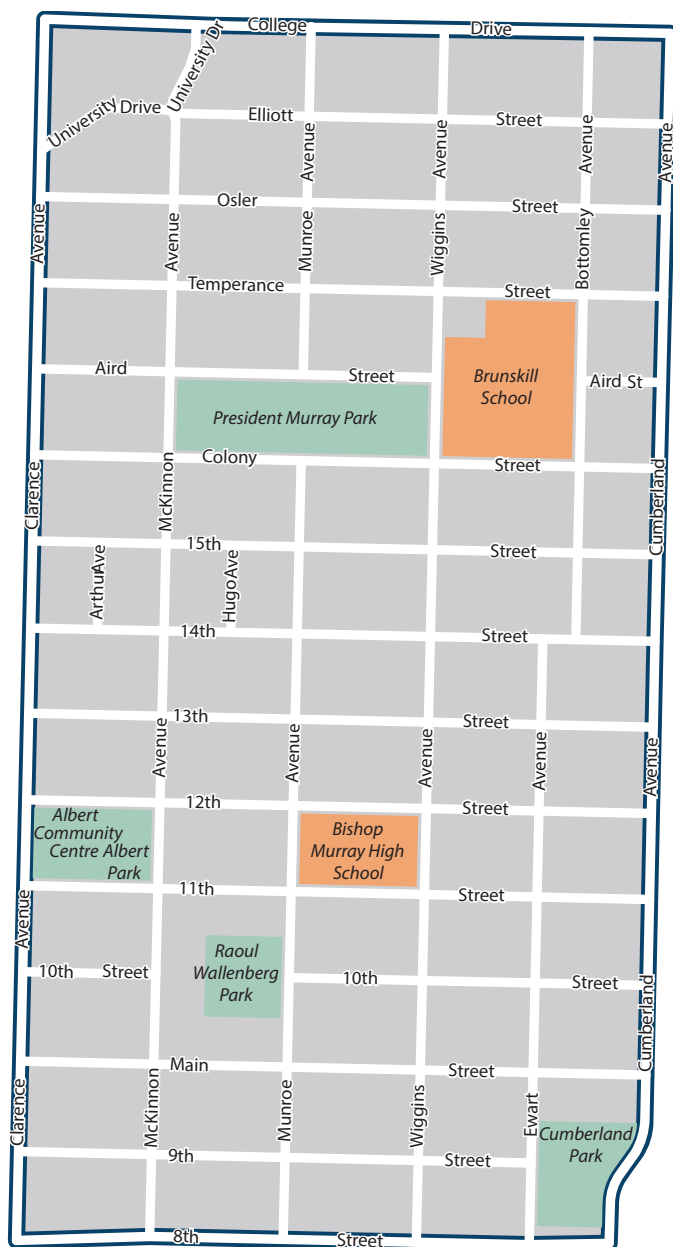 College Drive
University Dr
University Drive
Elliott Street
Avenue
Avenue
Avenue
Avenue
Osler Street
Avenue
Avenue
Munroe
Wiggins
Bottomley
Temperance Street
Aird Street
Aird St
Brunskill
School
President Murray Park
Colony Street
Clarence
McKinnon
Cumberland
15th Street
ArthurAve
HugoAve
14th Street
13th Street
Avenue
Avenue
Avenue
Avenue
Avenue
12th Street
Albert
Community
Centre Albert
Park
Bishop
Murray High
School
11th Street
Avenue
10th Street
Raoul
Wallenberg
Park
10th Street
Cumberland
Main Street
Clarence
McKinnon
Munroe
Wiggins
Ewart
Cumberland
Park
9th Street
8th Street